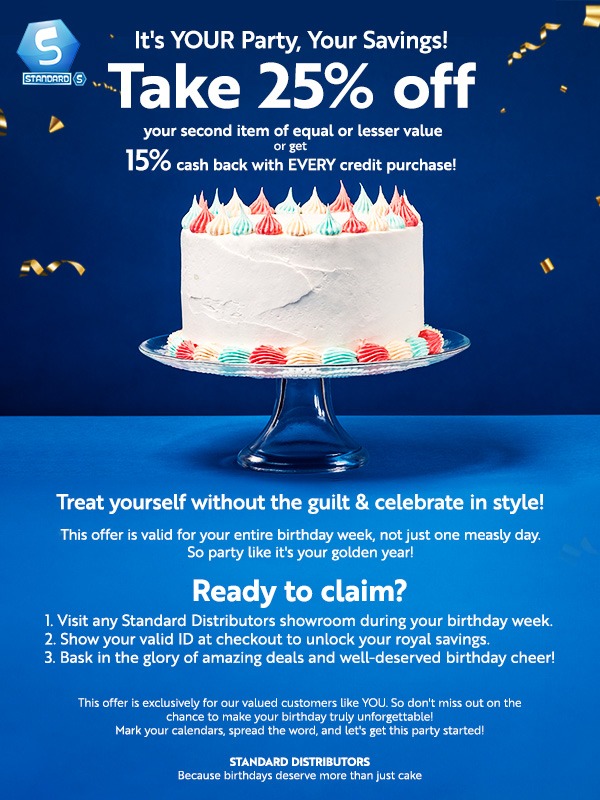 S
STANDARD S
It's YOUR Party, Your Savings!
Take 25% off
your second item of equal or lesser value
or get
15% cash back with EVERY credit purchase!
Treat yourself without the guilt & celebrate in style!
This offer is valid for your entire birthday week, not just one measly day.
So party like it's your golden year!
Ready to claim?
1. Visit any Standard Distributors showroom during your birthday week.
2. Show your valid ID at checkout to unlock your royal savings.
3. Bask in the glory of amazing deals and well-deserved birthday cheer!
This offer is exclusively for our valued customers like YOU. So don't miss out on the
chance to make your birthday truly unforgettable!
Mark your calendars, spread the word, and let's get this party started!
STANDARD DISTRIBUTORS
Because birthdays deserve more than just cake